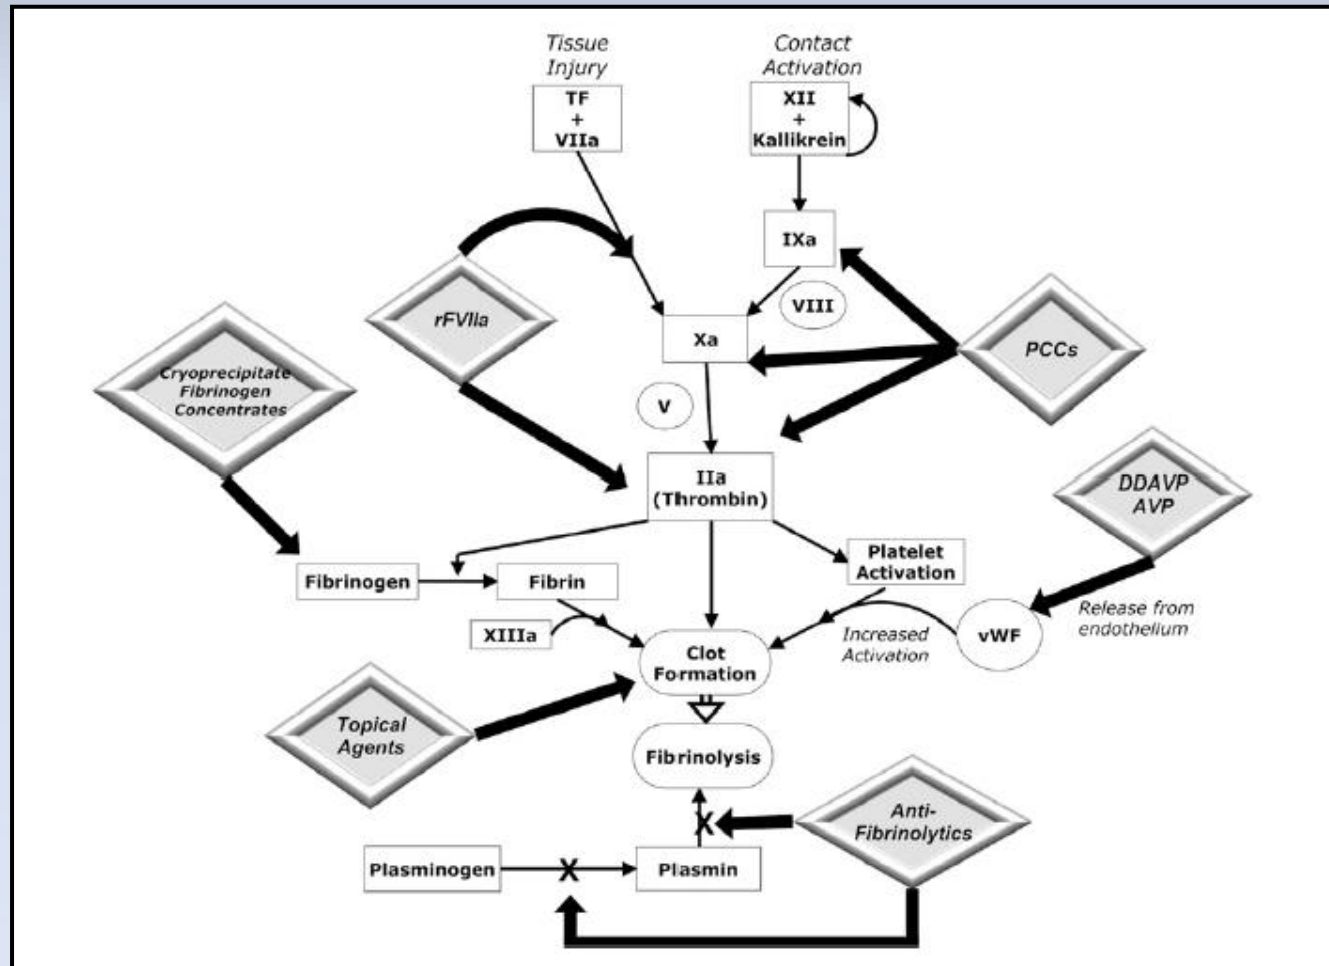 Tissue
Injury
Contact
Activation
TF
+
VIIa
XII
+
Kallikrein
IXa
VIII
rFVIIa
Xa
PCCs
Cryoprecipitate
Fibrinogen
Concentrates
V
IIa
(Thrombin)
DDAVP
AVP
Fibrinogen
Fibrin
Platelet
Activation
XIIIa
Increased
Activation
vWF
Release from
endothelium
Clot
Formation
Topical
Agents
Fibrinolysis
Anti-
Fibrinolytics
X
Plasminogen
X
Plasmin